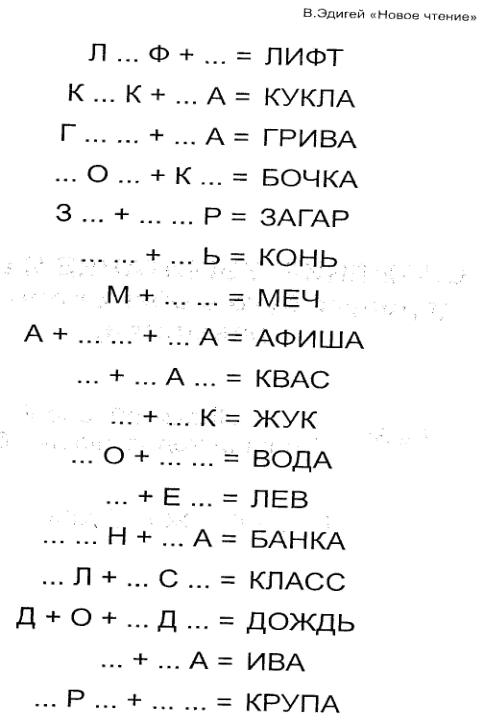 В.Эдигей «Новое чтение»
Л ... Ф + ... = ЛИФТ
К ... К + ... А = КУКЛА
Г ... ... + ... А = ГРИВА
... О ... + К ... = БОЧКА
З ... + ... ... Р = ЗАГАР
... ... + ... Ь = КОНЬ
М + ... ... = МЕЧ
А + ... ... + ... А = АФИША
... + ... А ... = КВАС
... + ... К = ЖУК
... О + ... ... = ВОДА
... + Е ... = ЛЕВ
... ... Н + ... А = БАНКА
... Л + ... С ... = КЛАСС
Д + О + ... Д ... = ДОЖДЬ
... + ... А = ИВА
... Р ... + ... ... = КРУПА